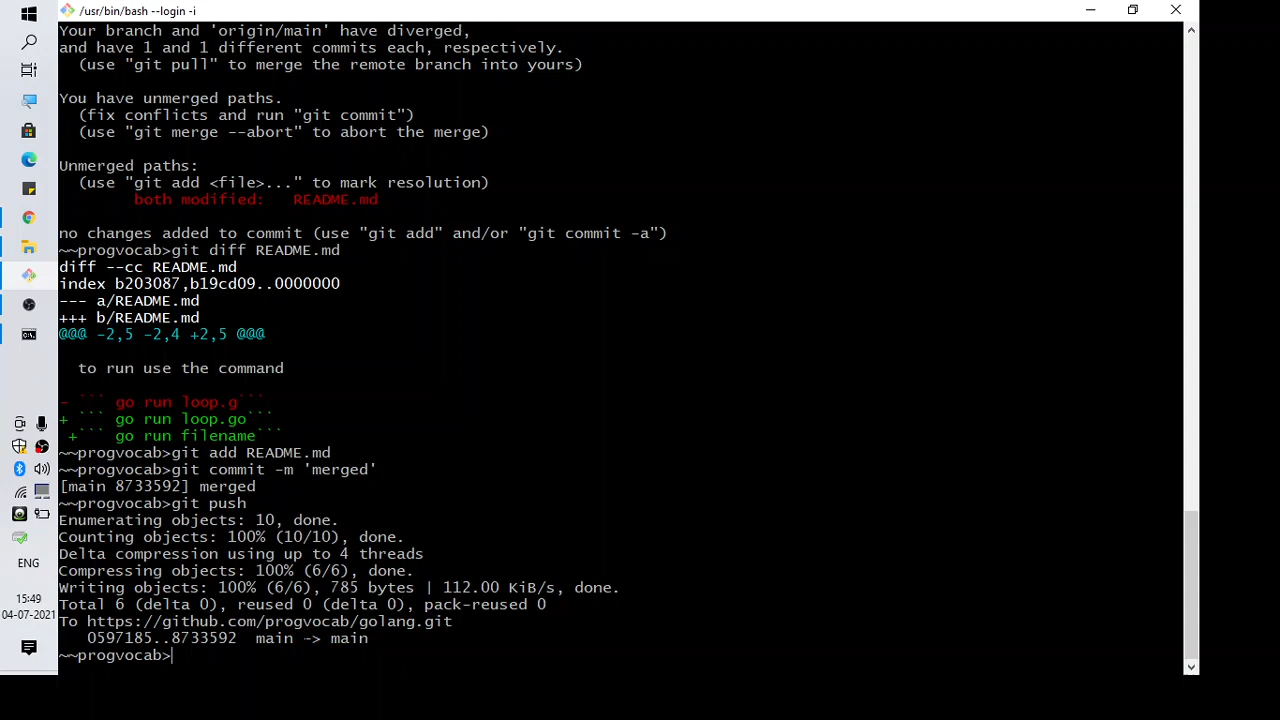 /usr/bin/bash --login -i
Your branch and 'origin/main' have diverged,
and have 1 and 1 different commits each, respectively.
  (use "git pull" to merge the remote branch into yours)
You have unmerged paths.
  (fix conflicts and run "git commit")
  (use "git merge --abort" to abort the merge)
Unmerged paths:
  (use "git add <file>..." to mark resolution)
        both modified:   README.md
no changes added to commit (use "git add" and/or "git commit -a")
~~progvocab>git diff README.md
diff --cc README.md
index b203087,b19cd09..0000000
--- a/README.md
+++ b/README.md
@@@ -2,5 -2,4 +2,5 @@@
  to run use the command
- ``` go run loop.g```
+ ``` go run loop.go```
 +``` go run filename```
~~progvocab>git add README.md
~~progvocab>git commit -m 'merged'
[main 8733592] merged
~~progvocab>git push
Enumerating objects: 10, done.
Counting objects: 100% (10/10), done.
Delta compression using up to 4 threads
Compressing objects: 100% (6/6), done.
Writing objects: 100% (6/6), 785 bytes | 112.00 KiB/s, done.
Total 6 (delta 0), reused 0 (delta 0), pack-reused 0
To https://github.com/progvocab/golang.git
   0597185..8733592  main -> main
~~progvocab>
ENG
15:49
04-07-2021